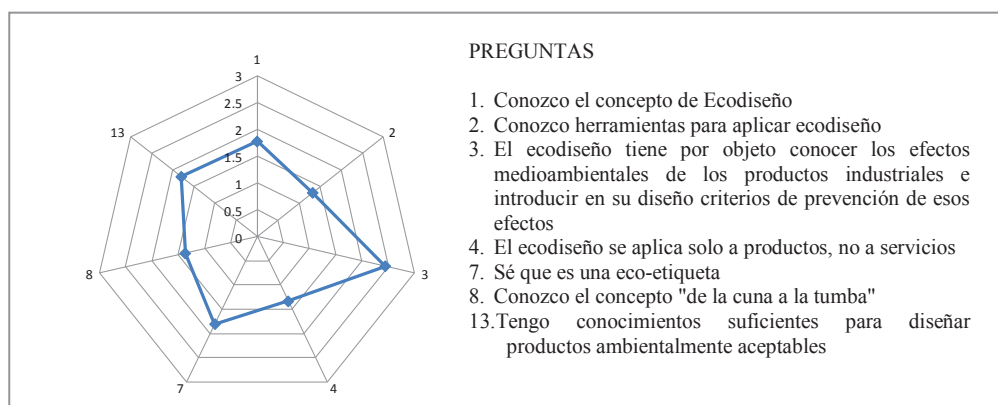 1
3
2.5
2
1.5
1
0.5
0
13
2
8
3
7
4
PREGUNTAS
1. Conozco el concepto de Ecodiseño
2. Conozco herramientas para aplicar ecodiseño
3. El ecodiseño tiene por objeto conocer los efectos
medioambientales de los productos industriales e
introducir en su diseño criterios de prevención de esos
efectos
4. El ecodiseño se aplica solo a productos, no a servicios
7. Sé que es una eco-etiqueta
8. Conozco el concepto "de la cuna a la tumba"
13.Tengo conocimientos suficientes para diseñar
productos ambientalmente aceptables